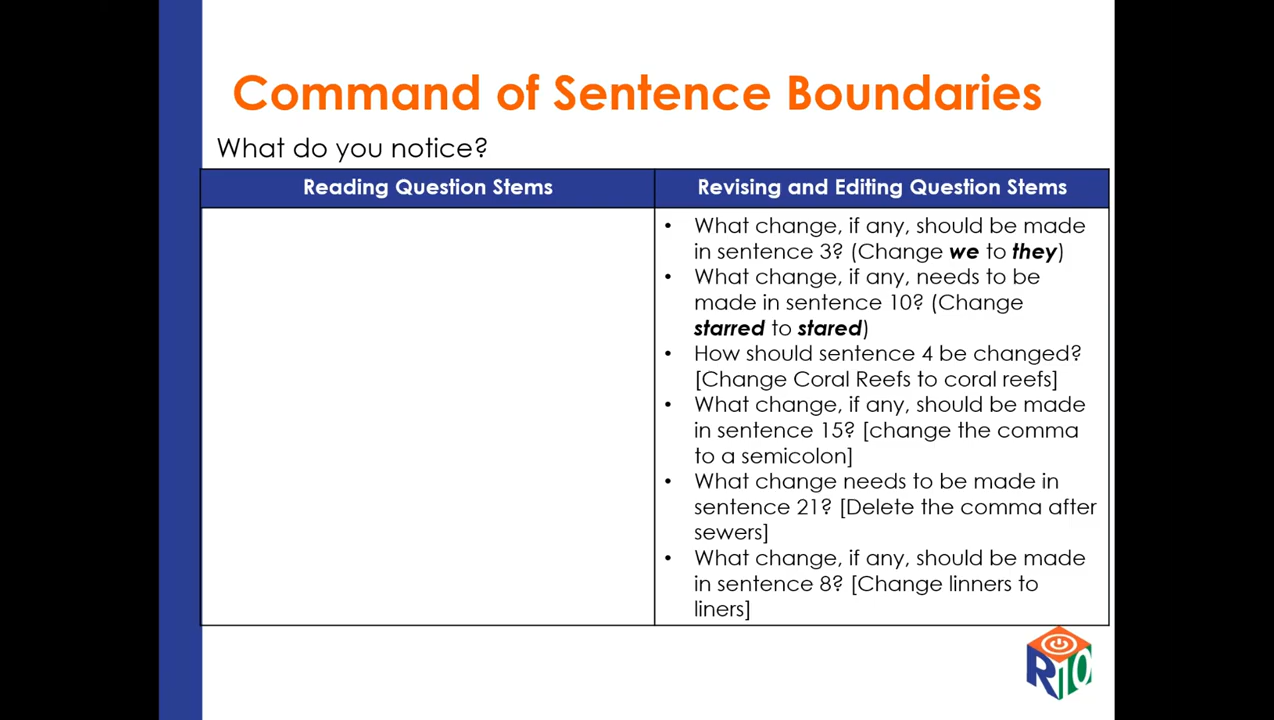 Command of Sentence Boundaries
What do you notice?
Reading Question Stems
Revising and Editing Question Stems
• What change, if any, should be made
in sentence 3? (Change we to they)
• What change, if any, needs to be
made in sentence 10? (Change
starred to stared)
• How should sentence 4 be changed?
[Change Coral Reefs to coral reefs]
• What change, if any, should be made
in sentence 15? [change the comma
to a semicolon]
• What change needs to be made in
sentence 21? [Delete the comma after
sewers]
• What change, if any, should be made
in sentence 8? [Change linners to
liners]
R10